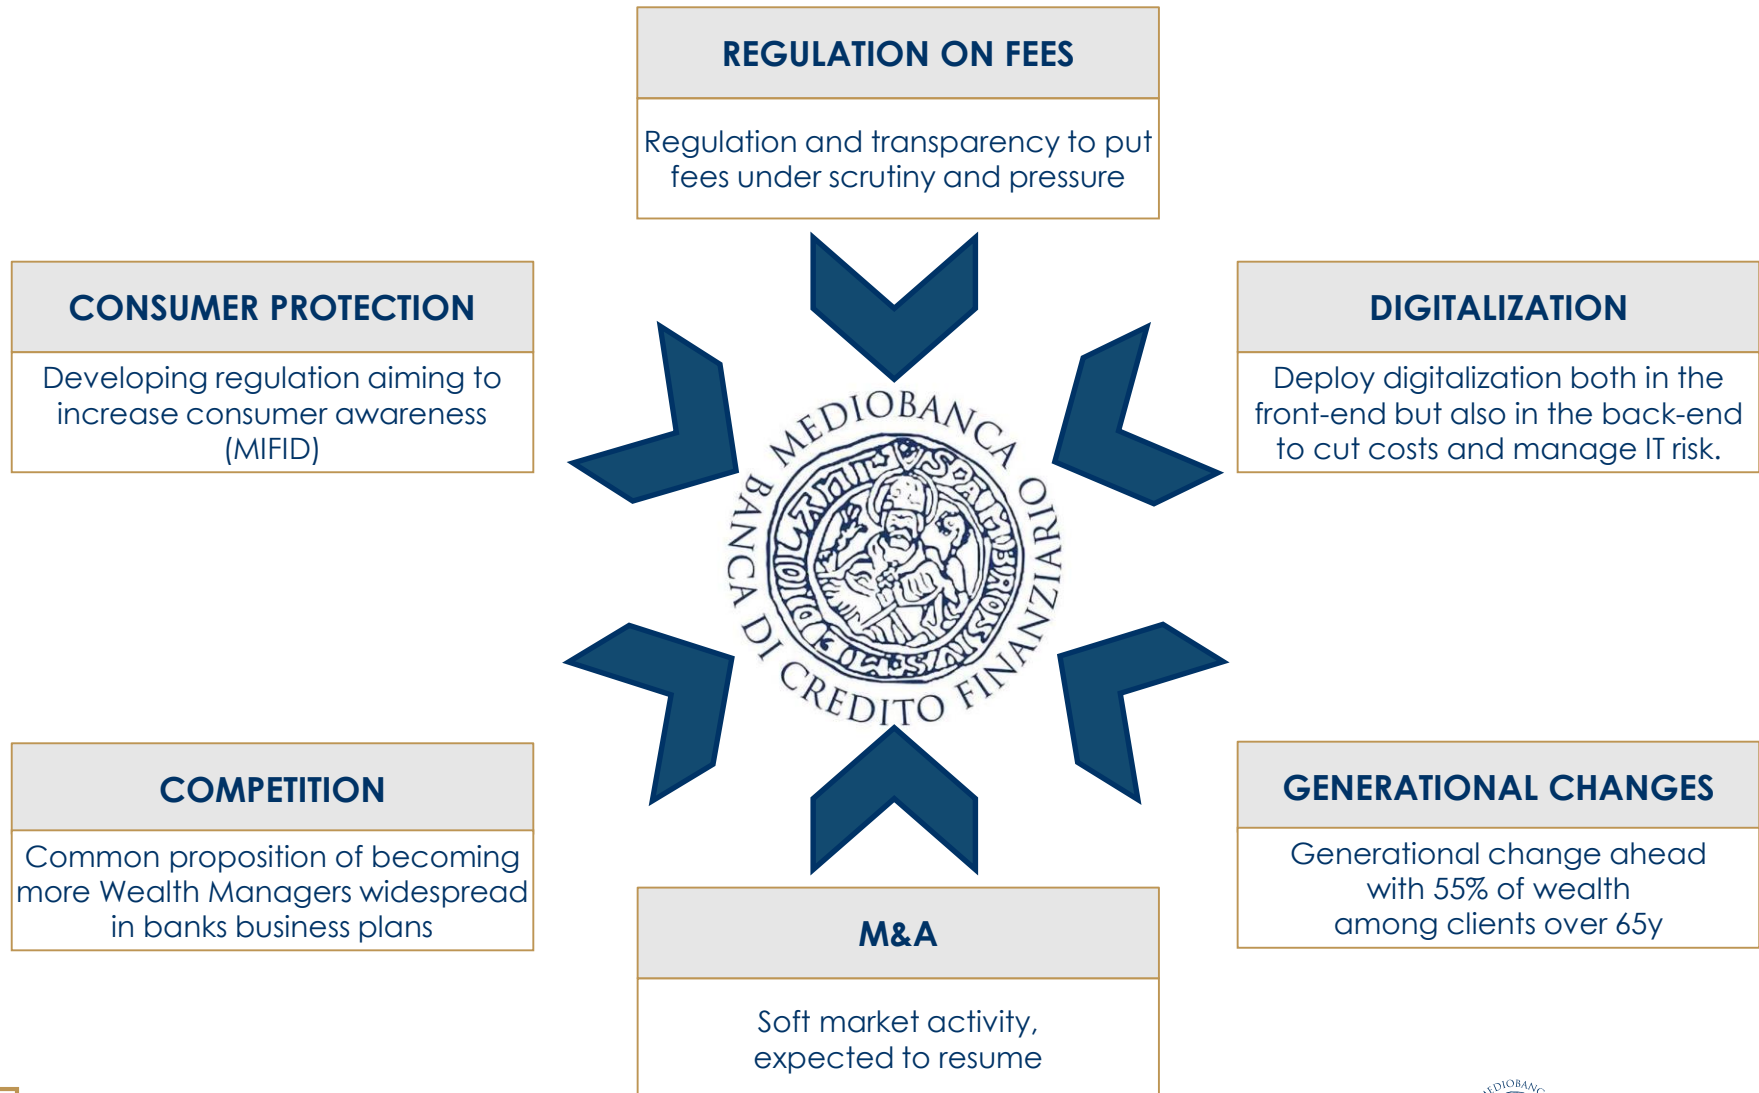 REGULATION ON FEES
Regulation and transparency to put
fees under scrutiny and pressure
CONSUMER PROTECTION
Developing regulation aiming to
increase consumer awareness
(MIFID)
DIGITALIZATION
Deploy digitalization both in the
front-end but also in the back-end
to cut costs and manage IT risk.
MEDIOBANCA
BANCA DI CREDITO FINANZIARIO
COMPETITION
Common proposition of becoming
more Wealth Managers widespread
in banks business plans
GENERATIONAL CHANGES
Generational change ahead
with 55% of wealth
among clients over 65y
M&A
Soft market activity,
expected to resume